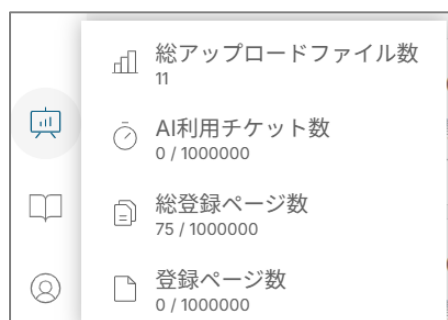 総アップロードファイル数
11
AI利用チケット数
0 / 1000000
総登録ページ数
75 / 1000000
登録ページ数
0 / 1000000